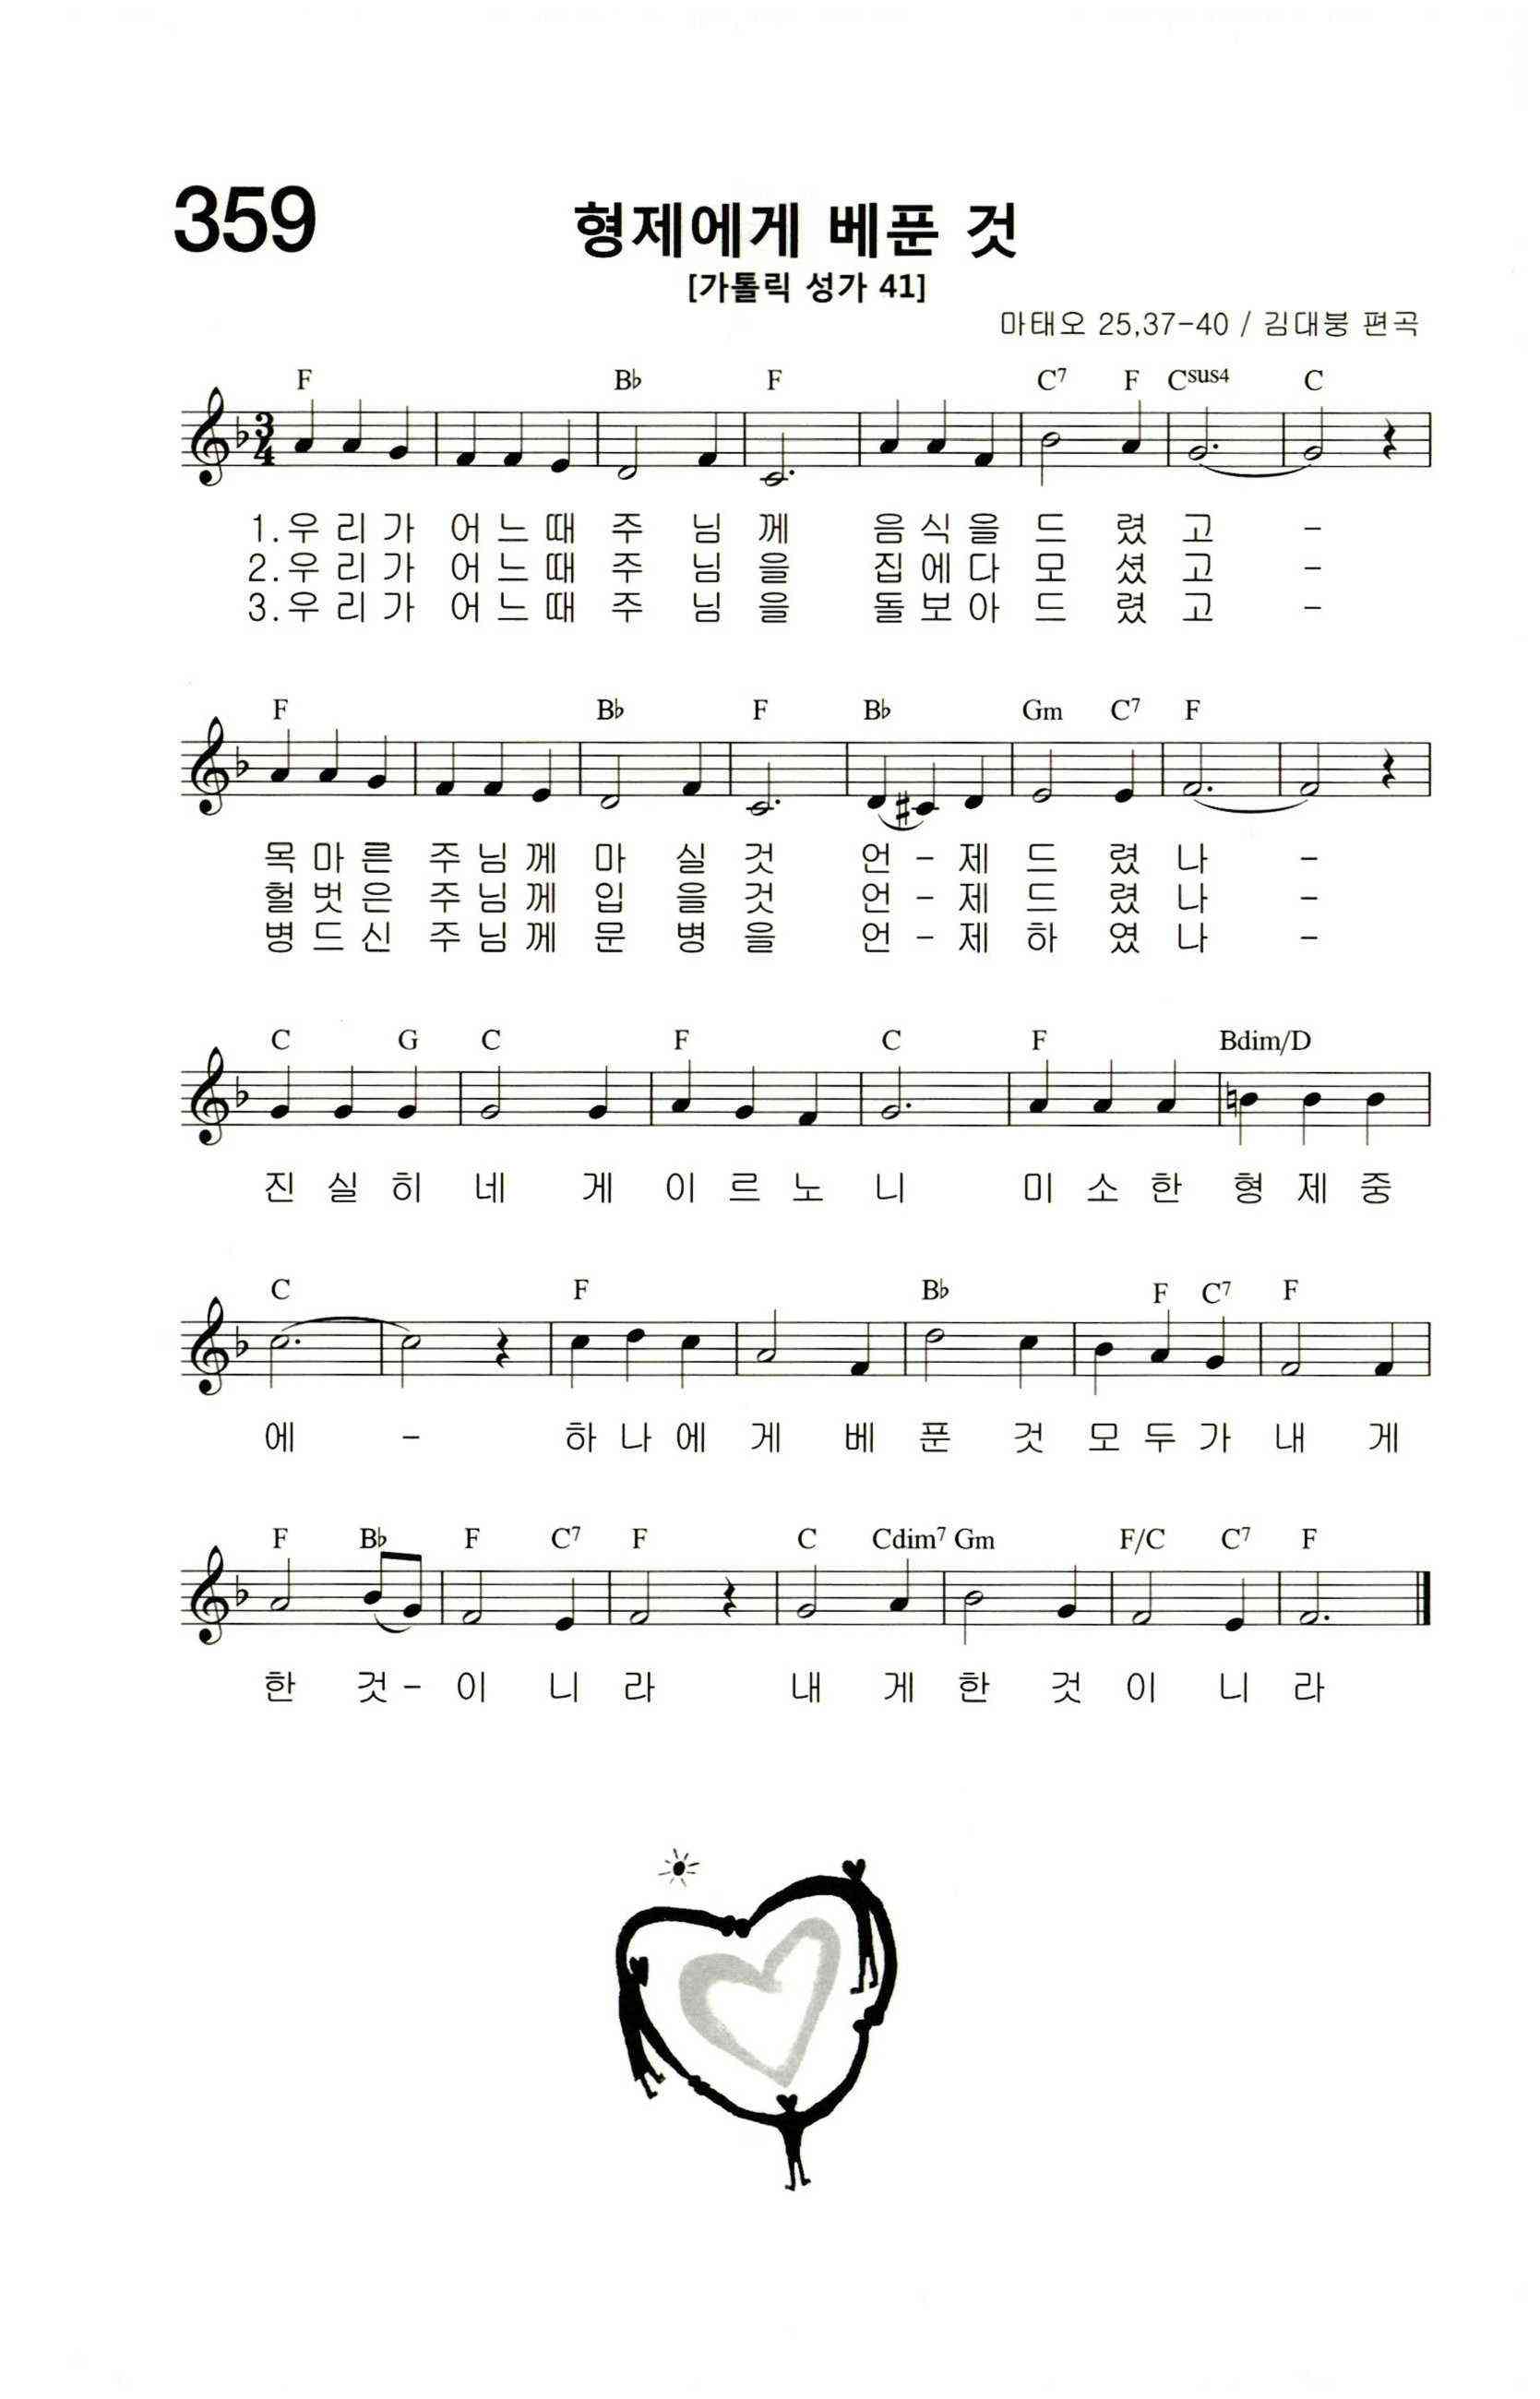 359
형제에게 베푼 것
[가톨릭 성가 41]
마태오 25,37-40 / 김대붕 편곡
F B♭ F C7 F Csus4 C
1.우리가 어느때 주 님 께 음식을 드 렸 고 -
2.우리가 어느때 주 님 을 집에다 모 셨 고 -
3.우리가 어느때 주 님 을 돌보아 드 렸 고 -
F B♭ F B♭ Gm C7 F
목마른 주님께 마 실 것 언 - 제 드 렸 나 -
헐벗은 주님께 입 을 것 언 - 제 드 렸 나 -
병드신 주님께 문 병 을 언 - 제 하 였 나 -
C G C F C F Bdim/D
진 실 히 네 게 이 르 노 니 미 소 한 형 제 중
C F B♭ F C7 F
에 - 하 나 에 게 베 푼 것 모 두 가 내 게
F B♭ F C7 F C Cdim7 Gm F/C C7 F
한 것 - 이 니 라 내 게 한 것 이 니 라